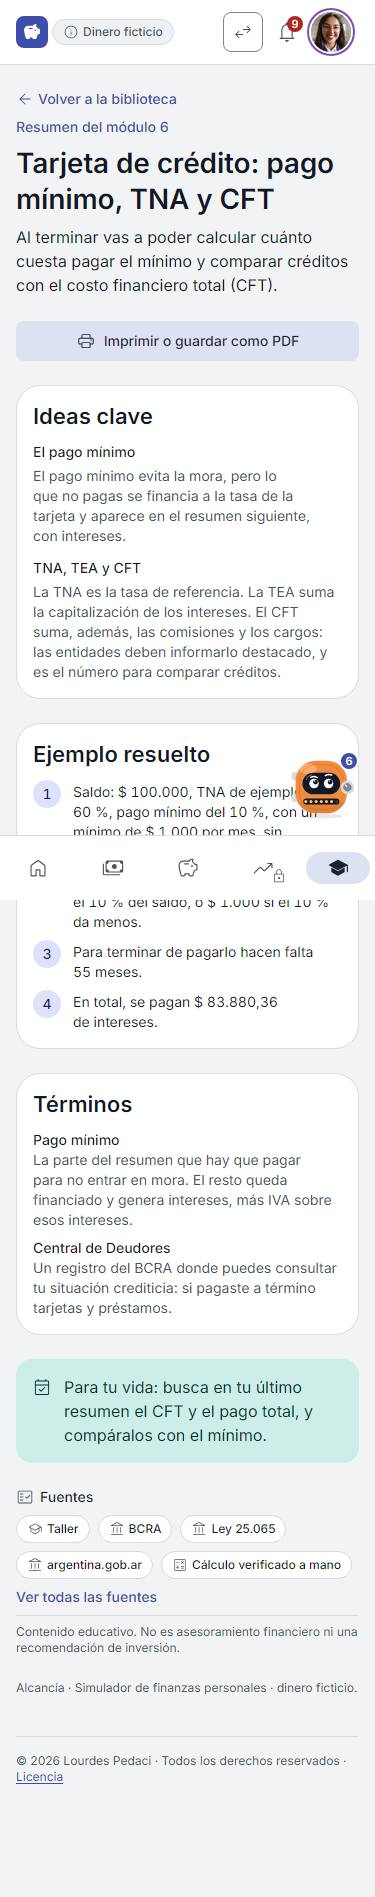 Dinero ficticio
9
Volver a la biblioteca
Resumen del módulo 6
Tarjeta de crédito: pago
mínimo, TNA y CFT
Al terminar vas a poder calcular cuánto
cuesta pagar el mínimo y comparar créditos
con el costo financiero total (CFT).
Imprimir o guardar como PDF
Ideas clave
El pago mínimo
El pago mínimo evita la mora, pero lo
que no pagas se financia a la tasa de la
tarjeta y aparece en el resumen siguiente,
con intereses.
TNA, TEA y CFT
La TNA es la tasa de referencia. La TEA suma
la capitalización de los intereses. El CFT
suma, además, las comisiones y los cargos:
las entidades deben informarlo destacado, y
es el número para comparar créditos.
Ejemplo resuelto
6
1 Saldo: $ 100.000, TNA de ejemplo
60 %, pago mínimo del 10 %, con un
mínimo de $ 1.000 por mes, sin
el 10 % del saldo, o $ 1.000 si el 10 %
da menos.
3 Para terminar de pagarlo hacen falta
55 meses.
4 En total, se pagan $ 83.880,36
de intereses.
Términos
Pago mínimo
La parte del resumen que hay que pagar
para no entrar en mora. El resto queda
financiado y genera intereses, más IVA sobre
esos intereses.
Central de Deudores
Un registro del BCRA donde puedes consultar
tu situación crediticia: si pagaste a término
tarjetas y préstamos.
Para tu vida: busca en tu último
resumen el CFT y el pago total, y
compáralos con el mínimo.
Fuentes
Taller BCRA Ley 25.065
argentina.gob.ar Cálculo verificado a mano
Ver todas las fuentes
Contenido educativo. No es asesoramiento financiero ni una
recomendación de inversión.
Alcancía · Simulador de finanzas personales · dinero ficticio.
© 2026 Lourdes Pedaci · Todos los derechos reservados ·
Licencia